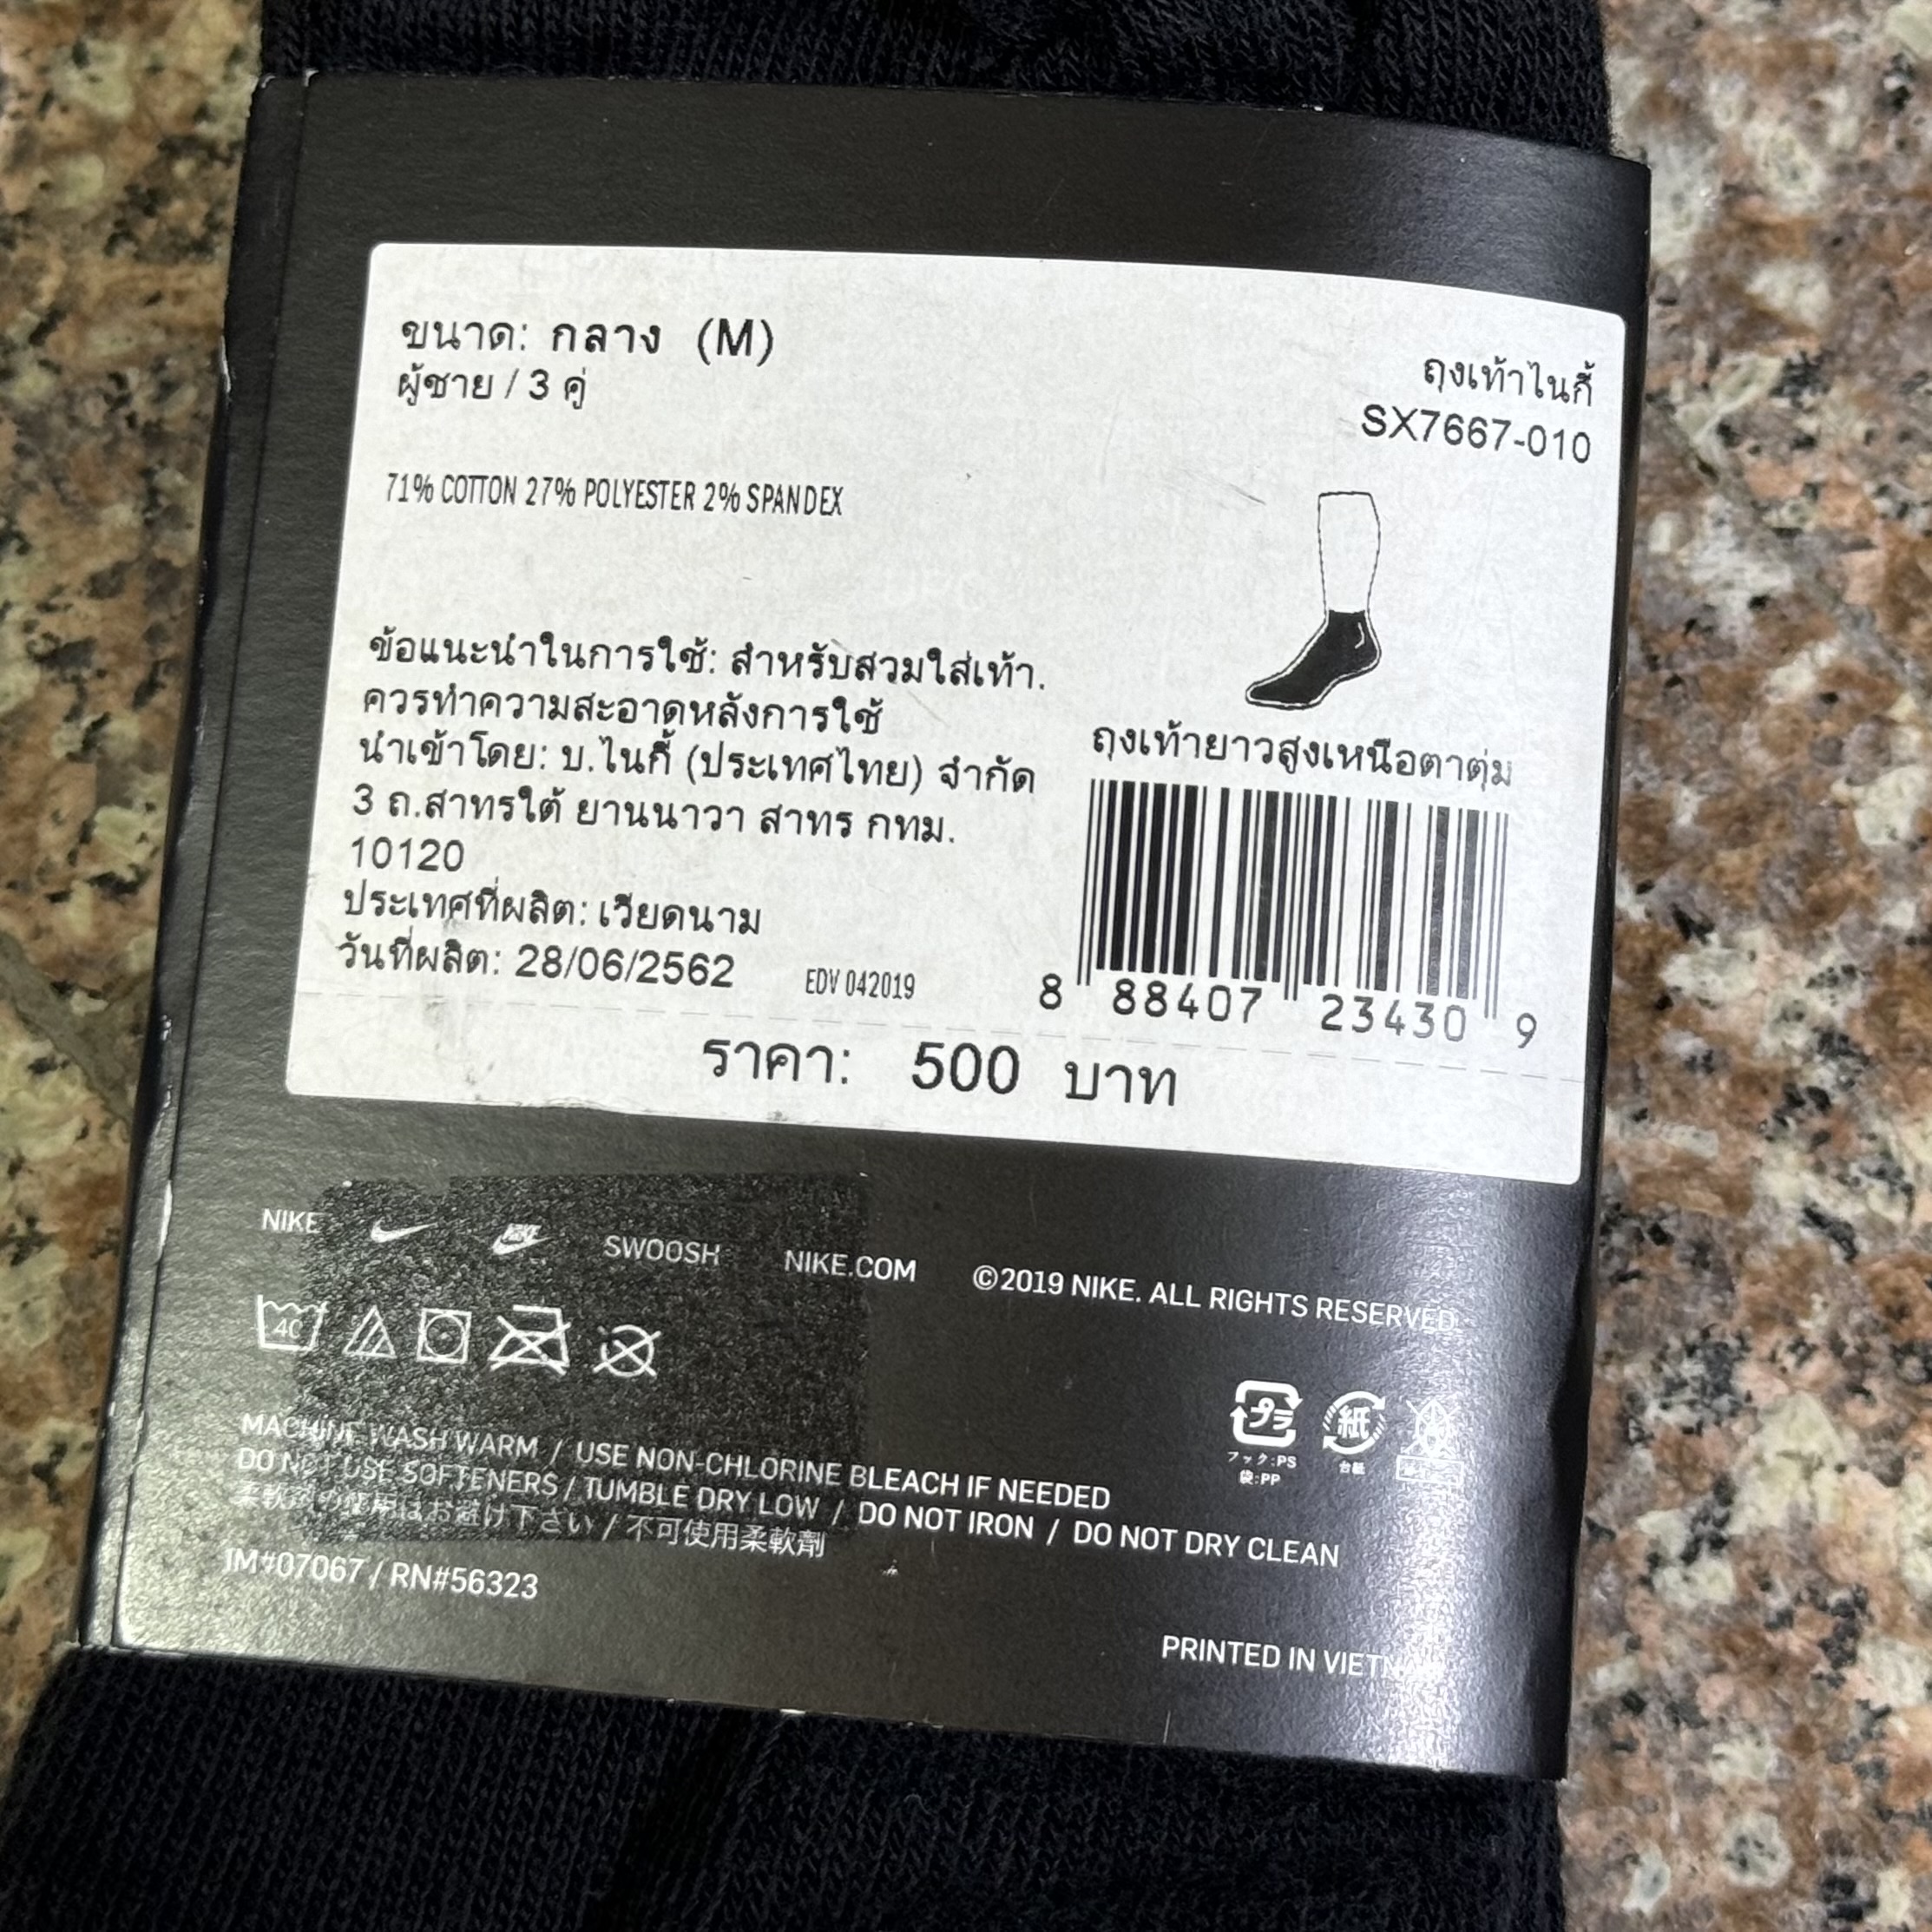 ขนาด: กลาง (M)
ผู้ชาย / 3 คู่
ถุงเท้าไนกี้
SX7667-010
71% COTTON 27% POLYESTER 2% SPANDEX
ข้อแนะนำในการใช้: สำหรับสวมใส่เท้า.
ควรทำความสะอาดหลังการใช้
นำเข้าโดย: บ.ไนกี้ (ประเทศไทย) จำกัด
3 ถ.สาทรใต้ ยานนาวา สาทร กทม.
10120
ประเทศที่ผลิต: เวียดนาม
วันที่ผลิต: 28/06/2562
EDV 042019
ถุงเท้ายาวสูงเหนือตาตุ่ม
8 88407 23430 9
ราคา: 500 บาท
NIKE NIKE SWOOSH NIKE.COM ©2019 NIKE. ALL RIGHTS RESERVED.
40
MACHINE WASH WARM / USE NON-CHLORINE BLEACH IF NEEDED
DO NOT USE SOFTENERS / TUMBLE DRY LOW / DO NOT IRON / DO NOT DRY CLEAN
柔軟剤の使用はお避け下さい / 不可使用柔軟劑
プラ
フック:PS
袋:PP
紙
台紙
IM#07067 / RN#56323
PRINTED IN VIETNAM